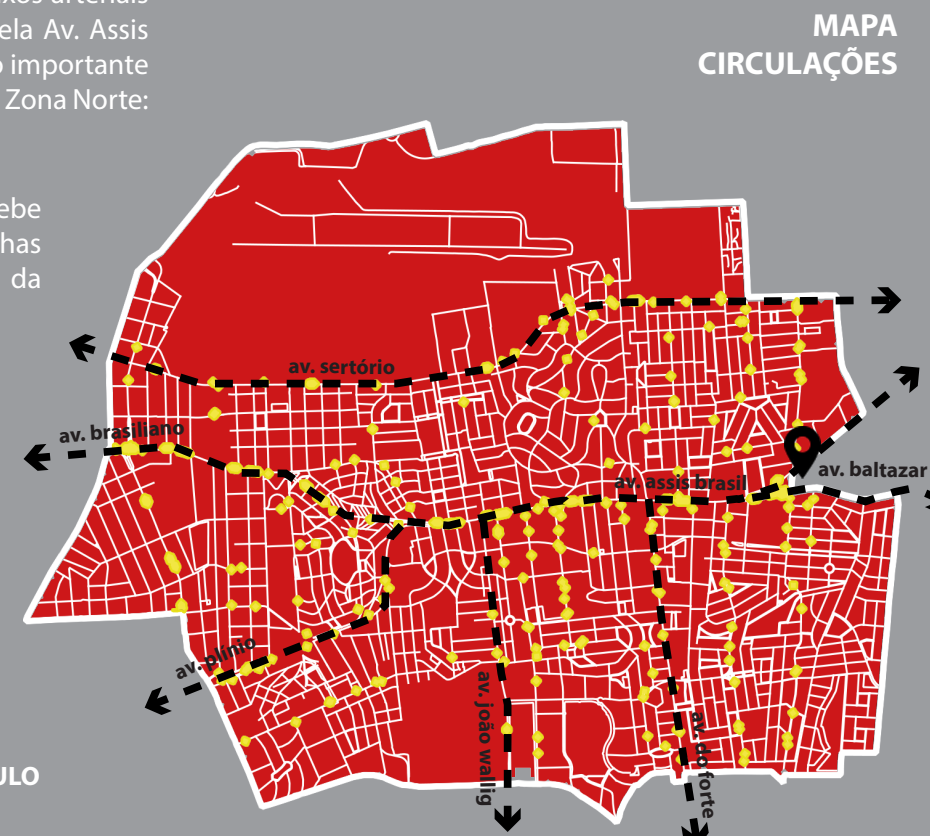 eixos arteriais
ela Av. Assis
importante
Zona Norte:
ebe
has
da
MAPA
CIRCULAÇÕES
av. sertório
av. brasiliano
av. assis brasil
av. baltazar
av. plínio
av. joão wallig
av. do forte
ULO